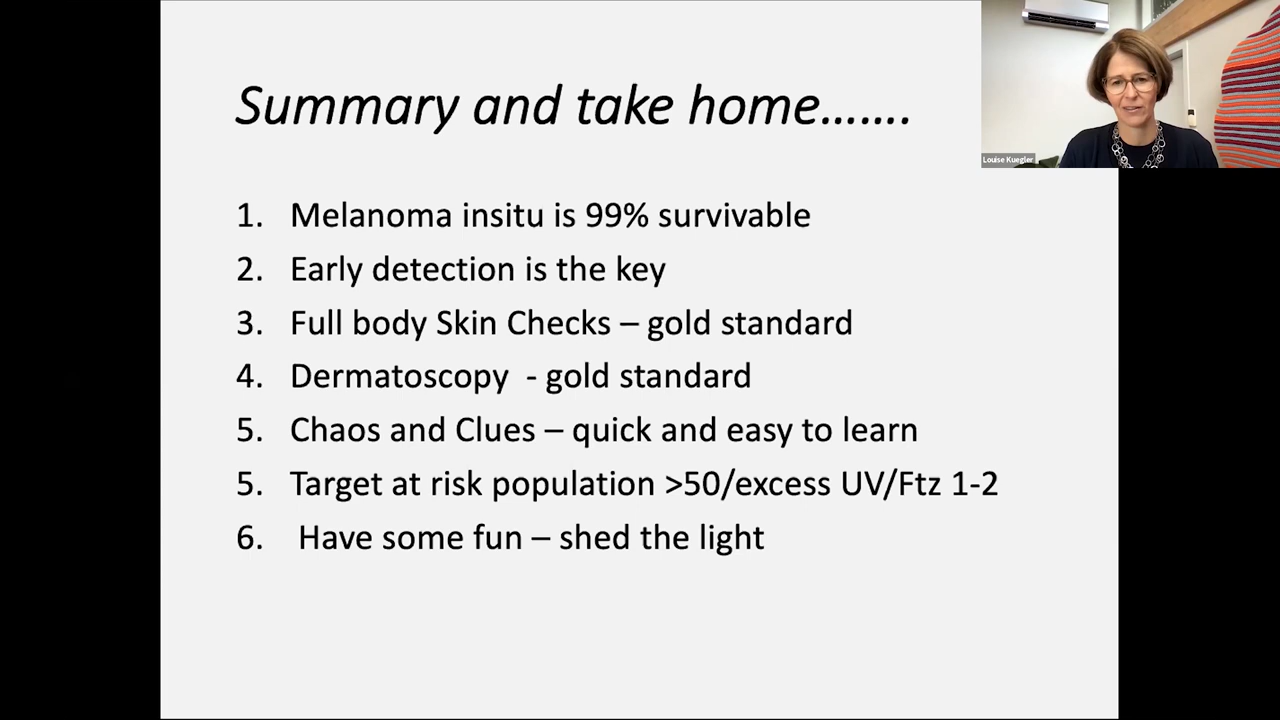 Summary and take home…….
Louise Kuegler
1. Melanoma insitu is 99% survivable
2. Early detection is the key
3. Full body Skin Checks – gold standard
4. Dermatoscopy - gold standard
5. Chaos and Clues – quick and easy to learn
5. Target at risk population >50/excess UV/Ftz 1-2
6. Have some fun – shed the light